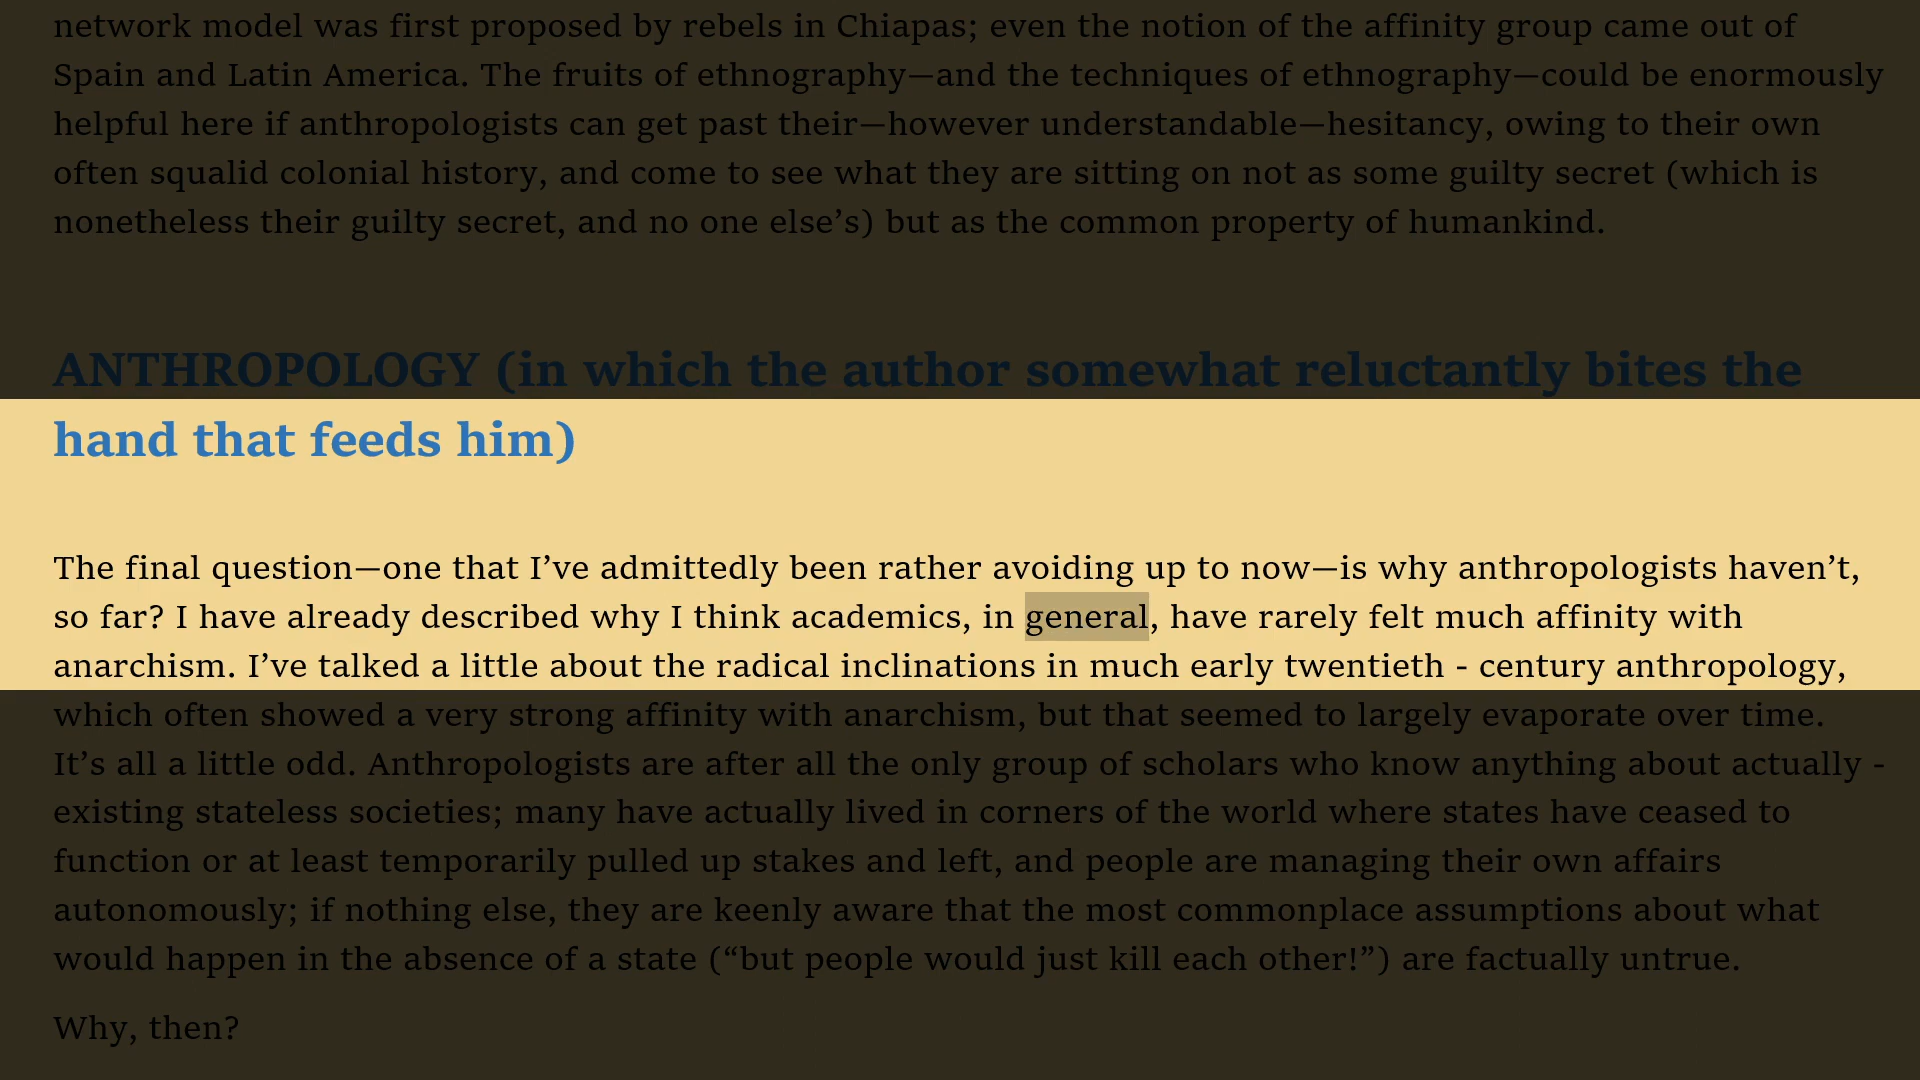 network model was first proposed by rebels in Chiapas; even the notion of the affinity group came out of
Spain and Latin America. The fruits of ethnography—and the techniques of ethnography—could be enormously
helpful here if anthropologists can get past their—however understandable—hesitancy, owing to their own
often squalid colonial history, and come to see what they are sitting on not as some guilty secret (which is
nonetheless their guilty secret, and no one else’s) but as the common property of humankind.
ANTHROPOLOGY (in which the author somewhat reluctantly bites the
hand that feeds him)
The final question—one that I’ve admittedly been rather avoiding up to now—is why anthropologists haven’t,
so far? I have already described why I think academics, in general, have rarely felt much affinity with
anarchism. I’ve talked a little about the radical inclinations in much early twentieth - century anthropology,
which often showed a very strong affinity with anarchism, but that seemed to largely evaporate over time.
It’s all a little odd. Anthropologists are after all the only group of scholars who know anything about actually -
existing stateless societies; many have actually lived in corners of the world where states have ceased to
function or at least temporarily pulled up stakes and left, and people are managing their own affairs
autonomously; if nothing else, they are keenly aware that the most commonplace assumptions about what
would happen in the absence of a state (“but people would just kill each other!”) are factually untrue.
Why, then?